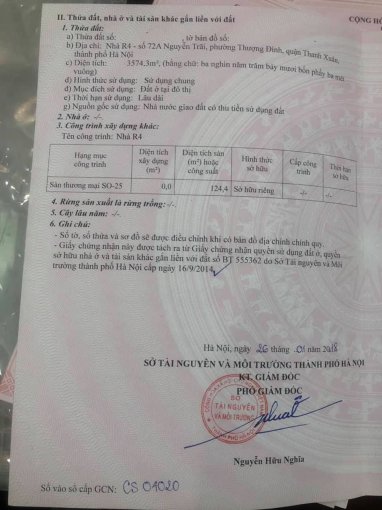 II. Thửa đất, nhà ở và tài sản khác gắn liền với đất
CỘNG HÒ
1. Thửa đất:
a) Thửa đất số: , tờ bản đồ số:
b) Địa chỉ: Nhà R4 - số 72A Nguyễn Trãi, phường Thượng Đình, quận Thanh Xuân,
thành phố Hà Nội
c) Diện tích: 3574.3m², (bằng chữ: ba nghìn năm trăm bảy mươi bốn phẩy ba mét
vuông)
d) Hình thức sử dụng: Sử dụng chung
đ) Mục đích sử dụng: Đất ở tại đô thị
e) Thời hạn sử dụng: Lâu dài
g) Nguồn gốc sử dụng: Nhà nước giao đất có thu tiền sử dụng đất
2. Nhà ở: -/-
3. Công trình xây dựng khác:
Tên công trình: Nhà R4
Hạng mục công trình | Diện tích xây dựng (m²) | Diện tích sàn (m²) hoặc công suất | Hình thức sở hữu | Cấp công trình | Thời hạn sở hữu
Sàn thương mại SO-25 | 0,0 | 124,4 | Sở hữu riêng | -/- | -/-
4. Rừng sản xuất là rừng trồng: -/-
5. Cây lâu năm: -/-
6. Ghi chú:
- Số tờ, số thửa và sơ đồ sẽ được điều chỉnh khi có bản đồ địa chính chính quy.
- Giấy chứng nhận này được tách ra từ Giấy chứng nhận quyền sử dụng đất ở, quyền
sở hữu nhà ở và tài sản khác gắn liền với đất số BT 555362 do Sở Tài nguyên và Môi
trường thành phố Hà Nội cấp ngày 16/9/2014
Hà Nội, ngày 26 tháng 01 năm 2018
SỞ TÀI NGUYÊN VÀ MÔI TRƯỜNG THÀNH PHỐ HÀ NỘI
KT. GIÁM ĐỐC
PHÓ GIÁM ĐỐC
SỞ
TÀI NGUYÊN
VÀ MÔI TRƯỜNG
Nguyễn Hữu Nghĩa
Số vào sổ cấp GCN: CS 04020